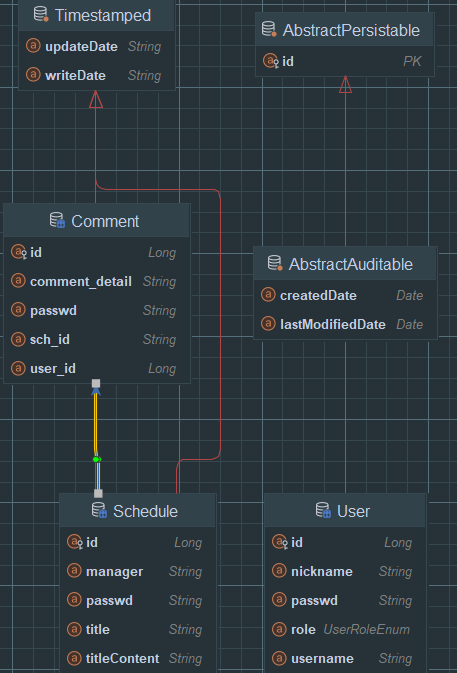 Timestamped
updateDate String
writeDate String
AbstractPersistable
id PK
Comment
id Long
comment_detail String
passwd String
sch_id String
user_id Long
AbstractAuditable
createdDate Date
lastModifiedDate Date
Schedule
id Long
manager String
passwd String
title String
titleContent String
User
id Long
nickname String
passwd String
role UserRoleEnum
username String